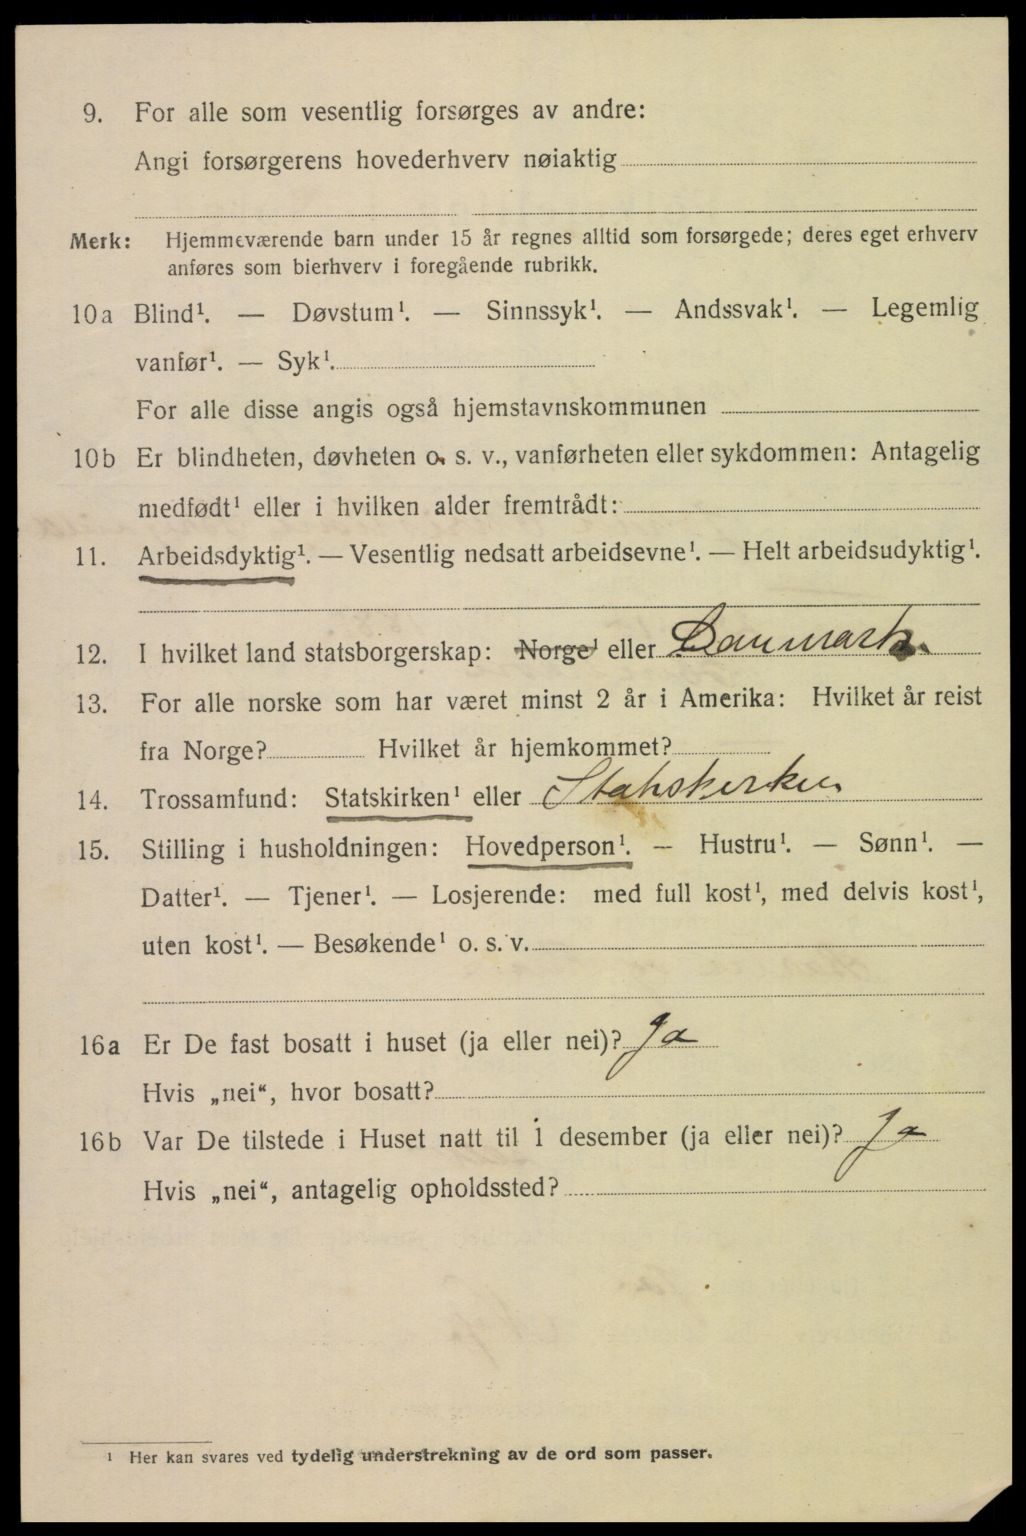 9. For alle som vesentlig forsørges av andre:
Angi forsørgerens hovederhverv nøiaktig
Merk: Hjemmeværende barn under 15 år regnes alltid som forsørgede; deres eget erhverv
anføres som bierhverv i foregående rubrikk.
10a Blind¹. — Døvstum¹. — Sinnssyk¹. — Andssvak¹. — Legemlig
vanfør¹. — Syk¹.
For alle disse angis også hjemstavnskommunen
10b Er blindheten, døvheten o. s. v., vanførheten eller sykdommen: Antagelig
medfødt¹ eller i hvilken alder fremtrådt:
11. Arbeidsdyktig¹. — Vesentlig nedsatt arbeidsevne¹. — Helt arbeidsudyktig¹.
12. I hvilket land statsborgerskap: Norge¹ eller Danmark.
13. For alle norske som har været minst 2 år i Amerika: Hvilket år reist
fra Norge? Hvilket år hjemkommet?
14. Trossamfund: Statskirken¹ eller Statskirken
15. Stilling i husholdningen: Hovedperson¹. — Hustru¹. — Sønn¹. —
Datter¹. — Tjener¹. — Losjerende: med full kost¹, med delvis kost¹,
uten kost¹. — Besøkende¹ o. s. v.
16a Er De fast bosatt i huset (ja eller nei)? Ja
Hvis „nei“, hvor bosatt?
16b Var De tilstede i Huset natt til 1 desember (ja eller nei)? Ja
Hvis „nei“, antagelig opholdssted?
¹ Her kan svares ved tydelig understrekning av de ord som passer.